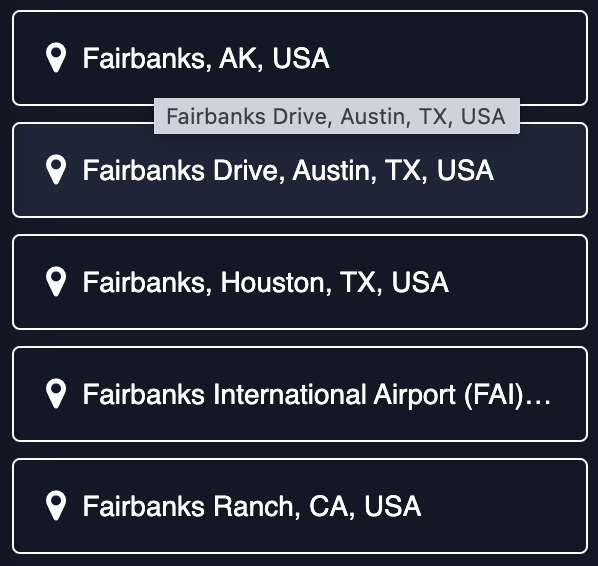 Fairbanks, AK, USA
Fairbanks Drive, Austin, TX, USA
Fairbanks Drive, Austin, TX, USA
Fairbanks, Houston, TX, USA
Fairbanks International Airport (FAI)...
Fairbanks Ranch, CA, USA